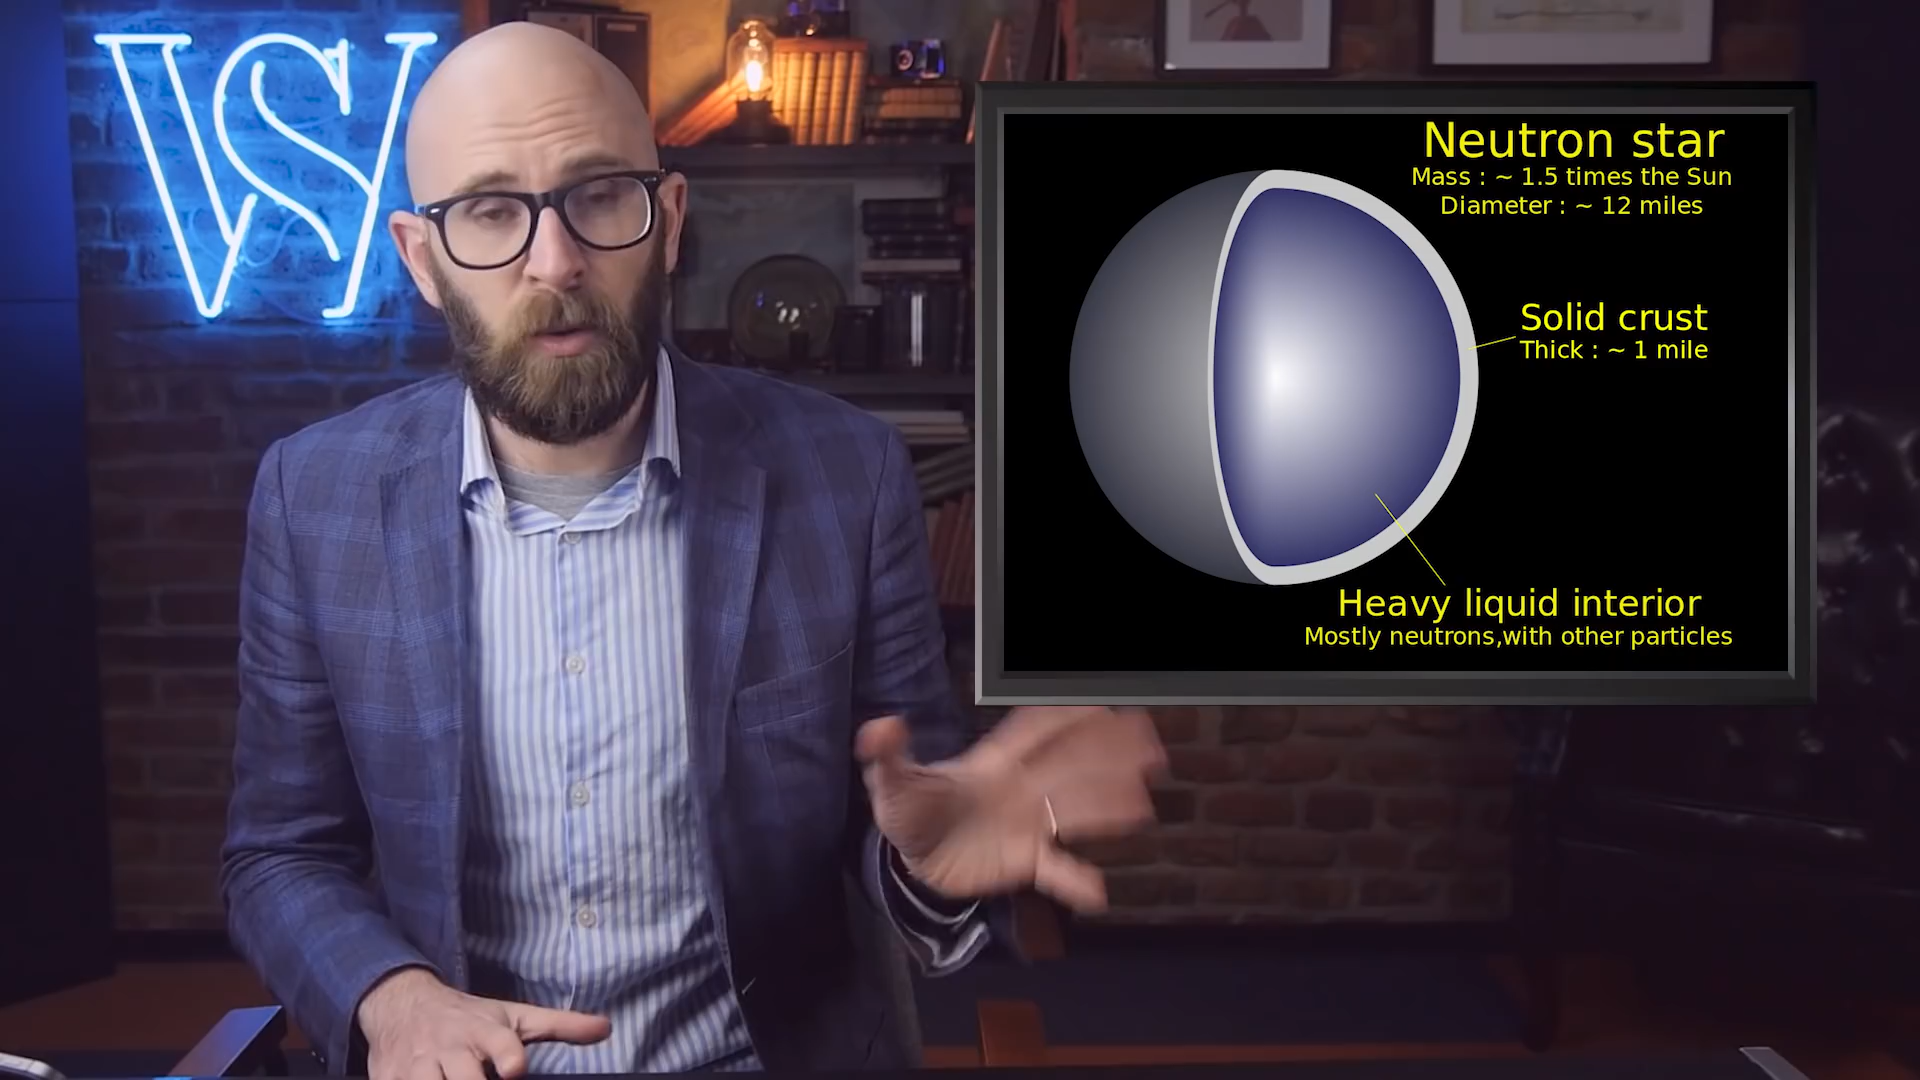 VS
Neutron star
Mass : ~ 1.5 times the Sun
Diameter : ~ 12 miles
Solid crust
Thick : ~ 1 mile
Heavy liquid interior
Mostly neutrons,with other particles